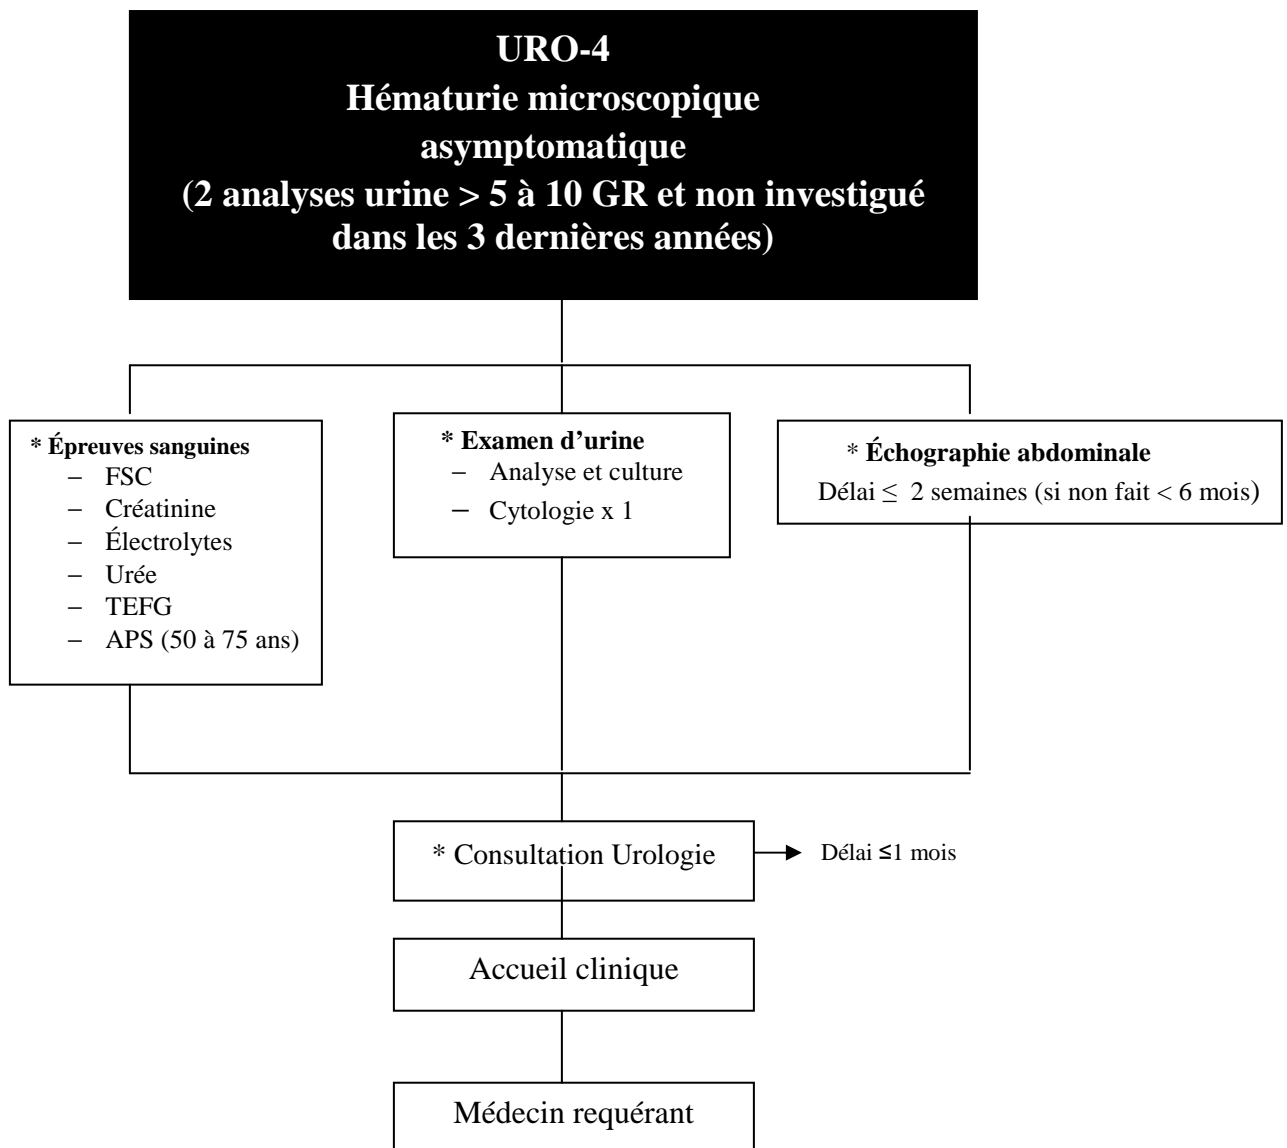 URO-4
Hématurie microscopique
asymptomatique
(2 analyses urine > 5 à 10 GR et non investigué
dans les 3 dernières années)
* Épreuves sanguines
– FSC
– Créatinine
– Électrolytes
– Urée
– TEFG
– APS (50 à 75 ans)
* Examen d’urine
– Analyse et culture
– Cytologie x 1
* Échographie abdominale
Délai ≤ 2 semaines (si non fait < 6 mois)
* Consultation Urologie
Délai ≤1 mois
Accueil clinique
Médecin requérant